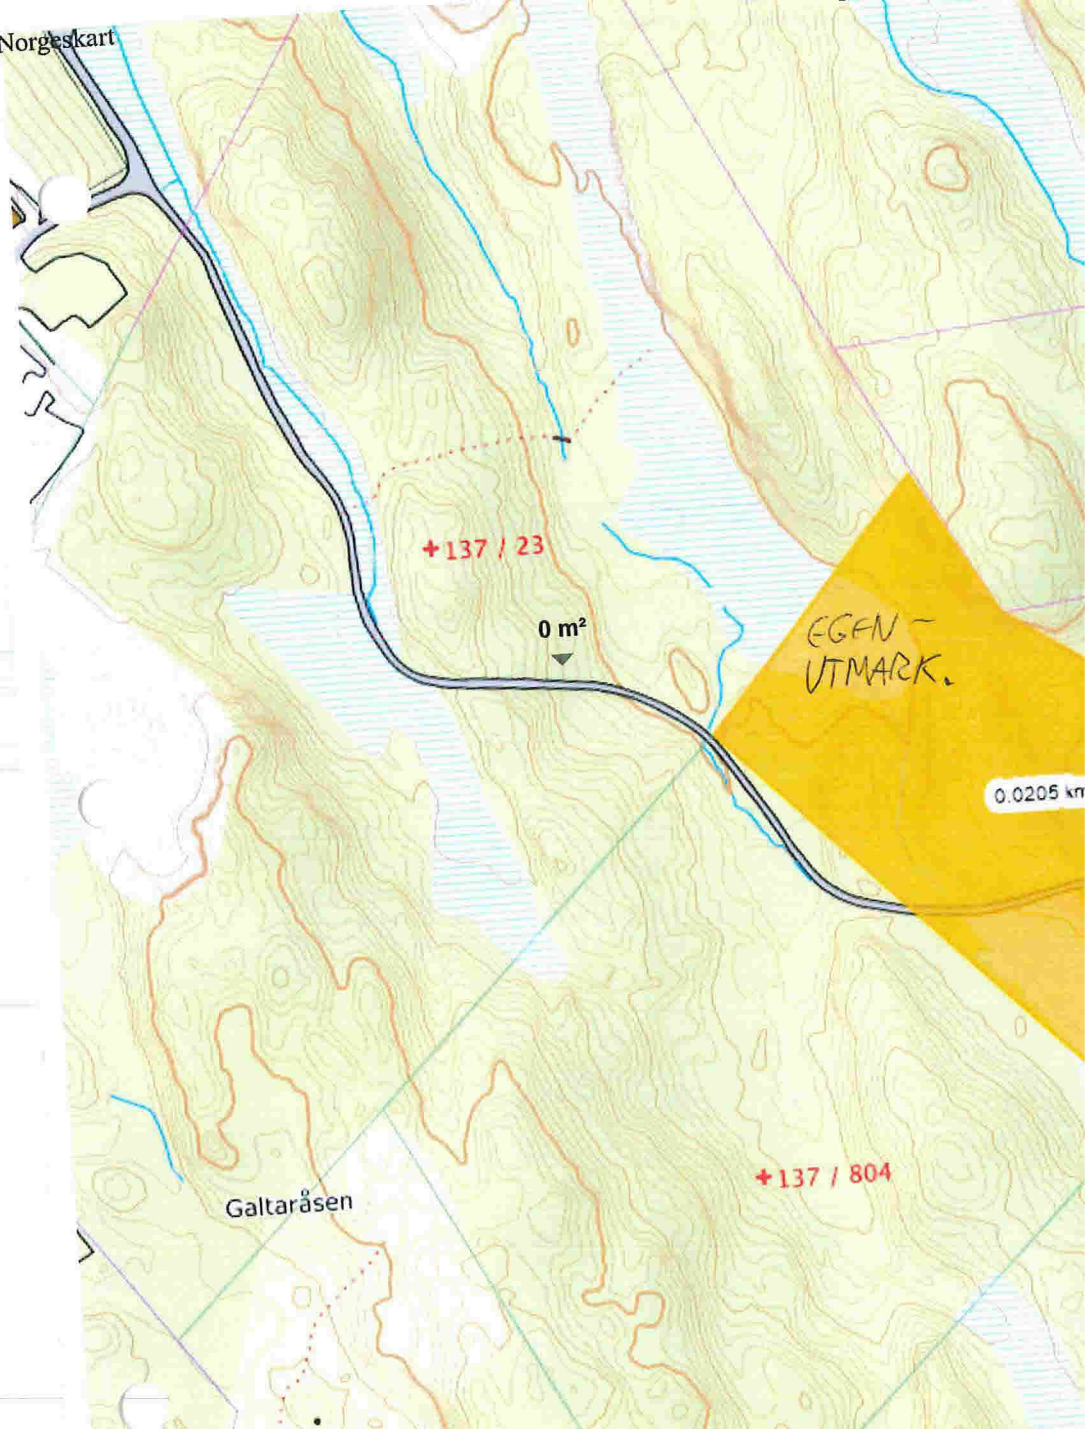 Norgeskart
+137 / 23
0 m²
EGEN -
UTMARK.
0.0205 km
+137 / 804
Galtaråsen